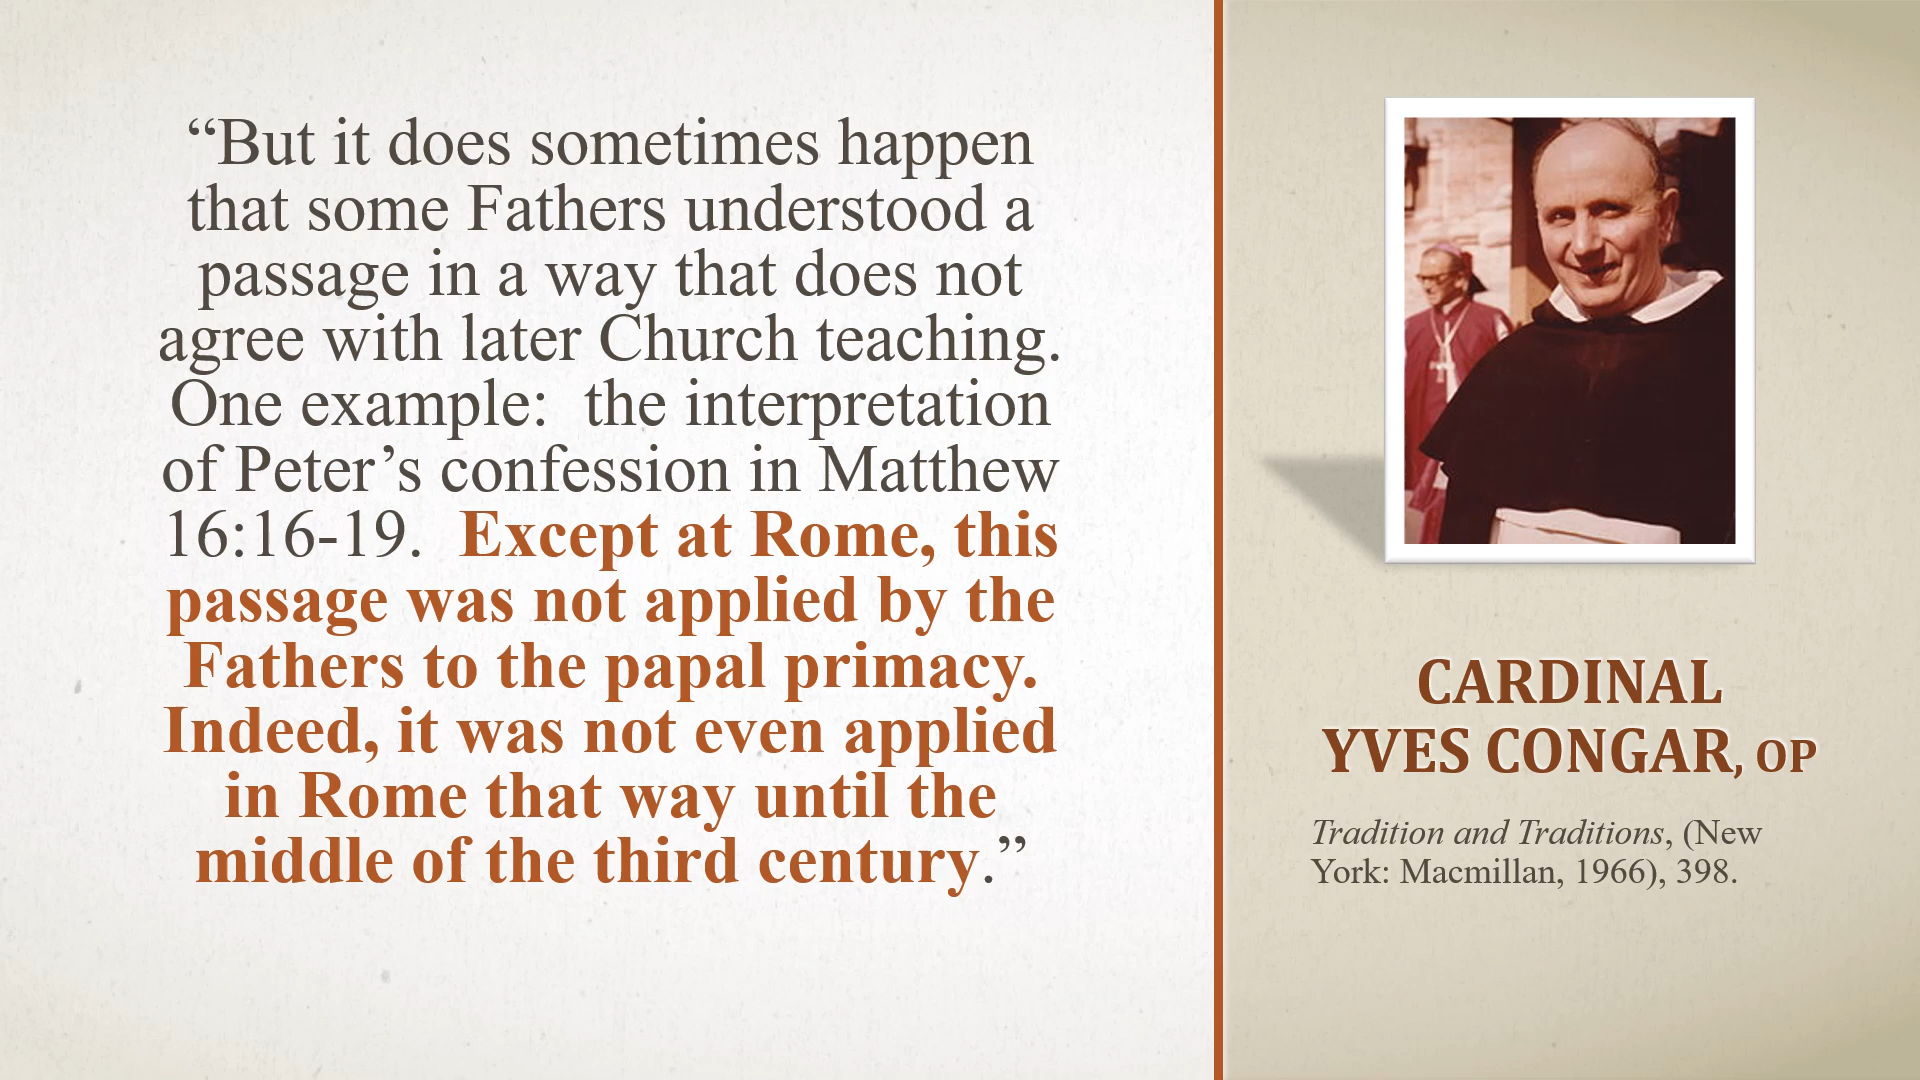 “But it does sometimes happen
that some Fathers understood a
passage in a way that does not
agree with later Church teaching.
One example:  the interpretation
of Peter’s confession in Matthew
16:16-19.  Except at Rome, this
passage was not applied by the
Fathers to the papal primacy.
Indeed, it was not even applied
in Rome that way until the
middle of the third century.”
CARDINAL
YVES CONGAR, OP
Tradition and Traditions, (New
York: Macmillan, 1966), 398.